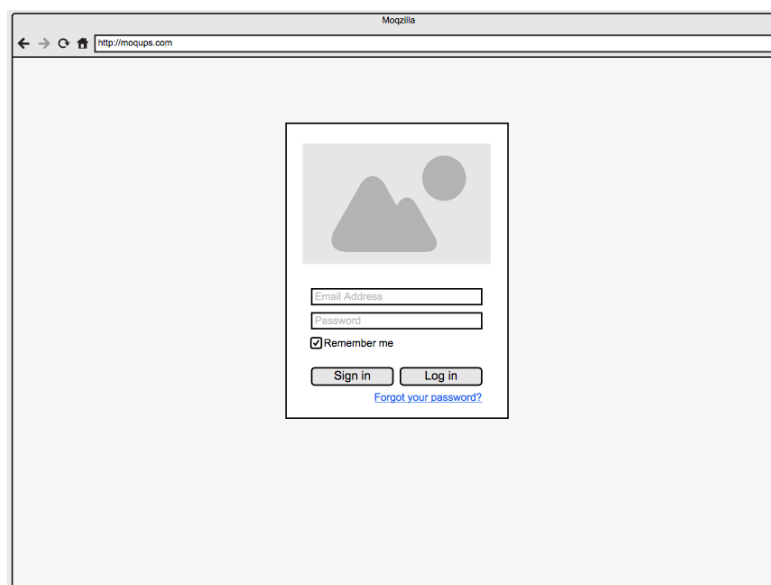 Moqzilla
http://moqups.com
Email Address
Password
Remember me
Sign in Log in
Forgot your password?